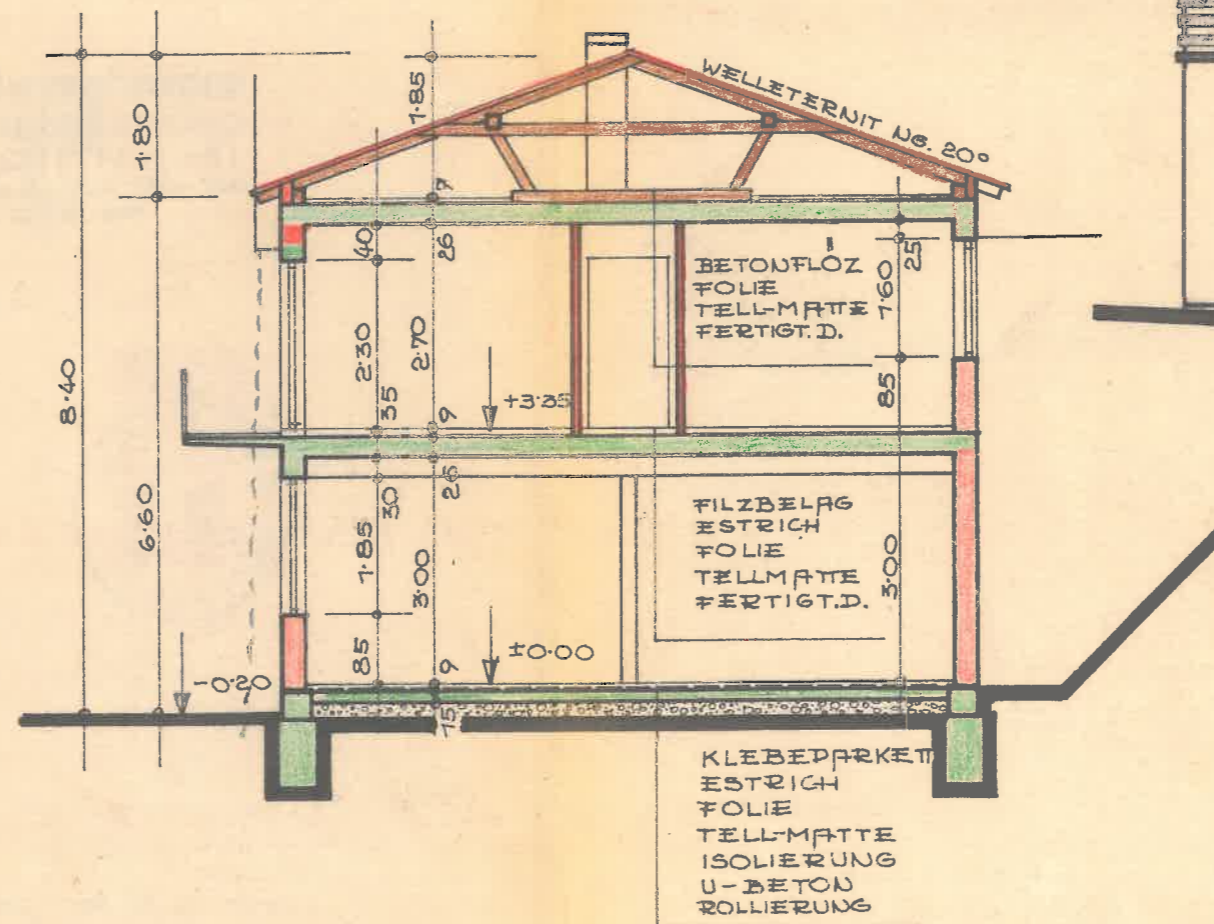 WELLETERNIT NG. 20°
1.80
1.85
7
40
26
BETONFLÖZ
FOLIE
TELL-MATTE
FERTIGT.D.
25
1.60
8.40
2.30
2.70
85
35
9
+3.35
6.60
30
26
FILZBELAG
ESTRICH
FOLIE
TELLMATTE
FERTIGT.D.
1.85
3.00
3.00
85
9
±0.00
-0.20
15
KLEBEPARKETT
ESTRICH
FOLIE
TELL-MATTE
ISOLIERUNG
U-BETON
ROLLIERUNG